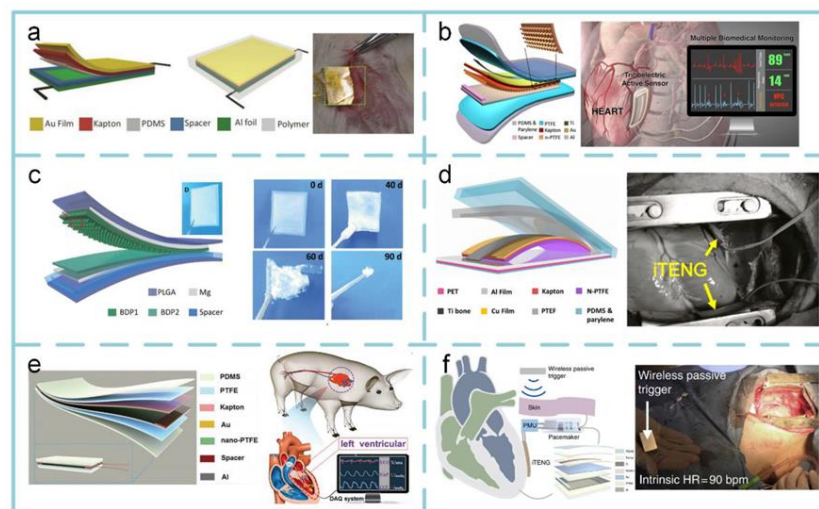 a
Au Film
Kapton
PDMS
Spacer
Al foil
Polymer
b
PDMS & Parylene
PTFE
Ti
Kapton
Au
Spacer
n-PTFE
Al
HEART
Triboelectric
Active Sensor
Multiple Biomedical Monitoring
89
14
c
D
0 d
40 d
60 d
90 d
PLGA
Mg
BDP1
BDP2
Spacer
d
PET
Al Film
Kapton
N-PTFE
Ti bone
Cu Film
PTEF
PDMS & parylene
iTENG
e
PDMS
PTFE
Kapton
Au
nano-PTFE
Spacer
Al
left ventricular
DAQ system
f
Wireless passive
trigger
Skin
PMU
Pacemaker
iTENG
Wireless passive
trigger
Intrinsic HR = 90 bpm